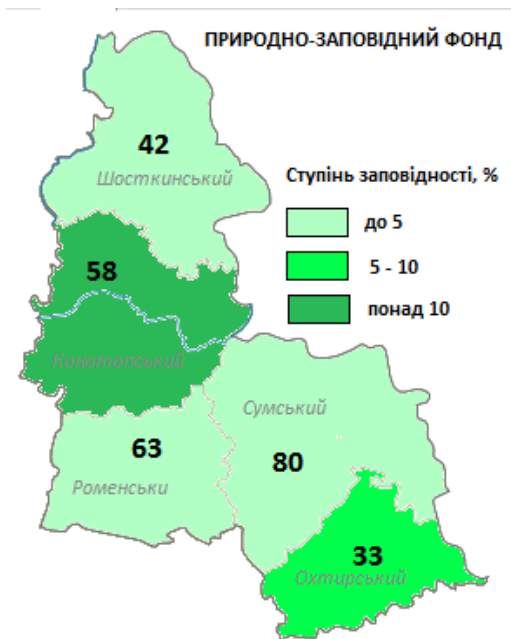 ПРИРОДНО-ЗАПОВІДНИЙ ФОНД
42
Шосткинський
Ступінь заповідності, %
до 5
5 - 10
понад 10
58
Конотопський
Сумський
63
80
Роменськи
33
Охтирський